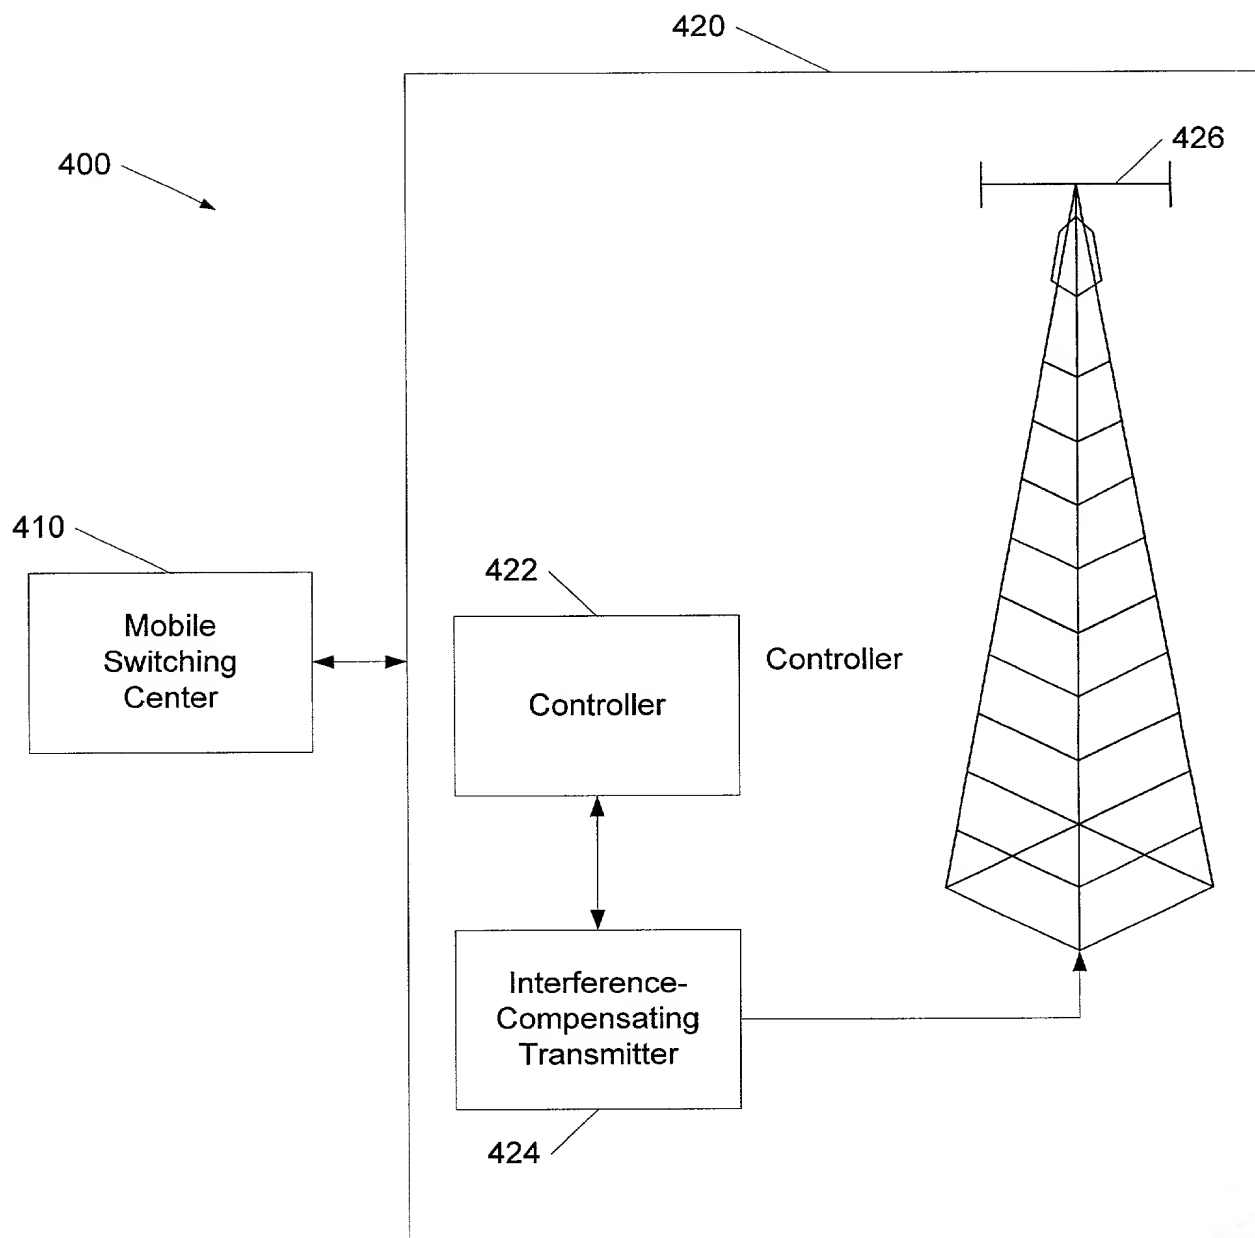 420
426
400
410
Mobile
Switching
Center
422
Controller
Controller
Interference-
Compensating
Transmitter
424